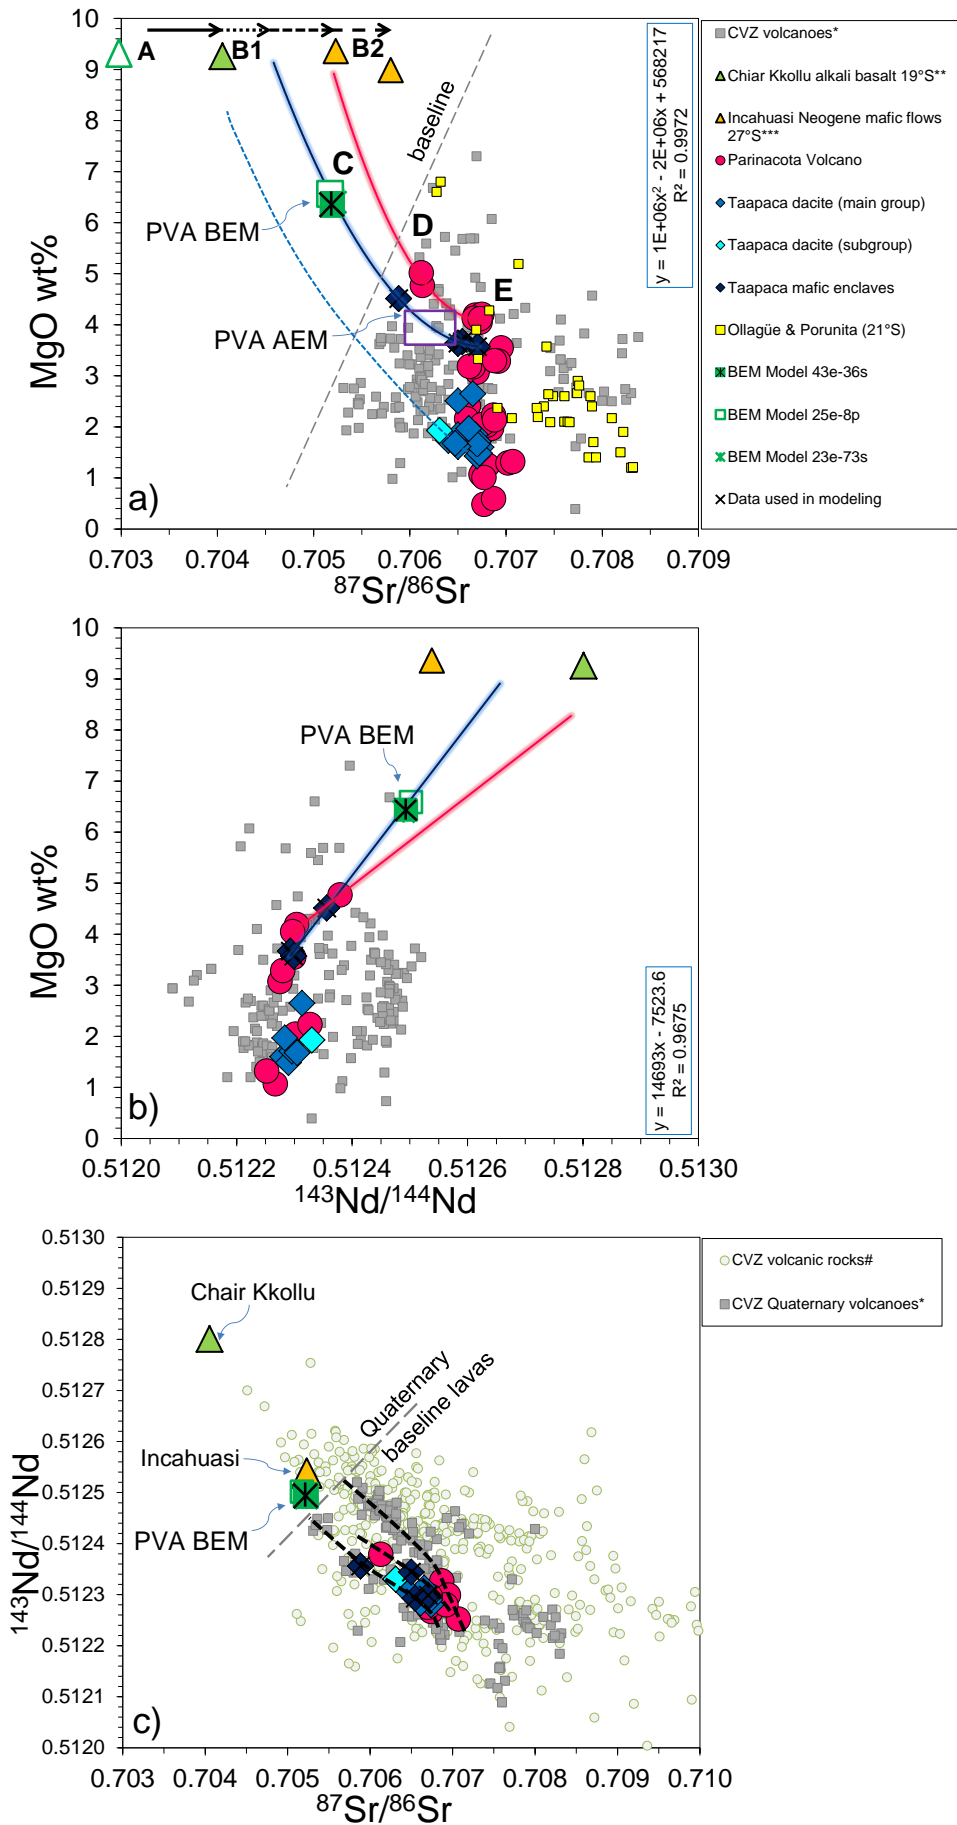 10
9
8
7
6
5
4
3
2
1
0
MgO wt%
A
B1
B2
C
D
E
baseline
PVA BEM
PVA AEM
a)
y = 1E+06x² - 2E+06x + 568217
R² = 0.9972
0.703
0.704
0.705
0.706
0.707
0.708
0.709
⁸⁷Sr/⁸⁶Sr
CVZ volcanoes*
Chiar Kkollu alkali basalt 19°S**
Incahuasi Neogene mafic flows
27°S***
Parinacota Volcano
Taapaca dacite (main group)
Taapaca dacite (subgroup)
Taapaca mafic enclaves
Ollagüe & Porunita (21°S)
BEM Model 43e-36s
BEM Model 25e-8p
BEM Model 23e-73s
Data used in modeling
10
9
8
7
6
5
4
3
2
1
0
MgO wt%
PVA BEM
b)
y = 14693x - 7523.6
R² = 0.9675
0.5120
0.5122
0.5124
0.5126
0.5128
0.5130
¹⁴³Nd/¹⁴⁴Nd
0.5130
0.5129
0.5128
0.5127
0.5126
0.5125
0.5124
0.5123
0.5122
0.5121
0.5120
¹⁴³Nd/¹⁴⁴Nd
Chair Kkollu
Incahuasi
PVA BEM
Quaternary
baseline lavas
c)
0.703
0.704
0.705
0.706
0.707
0.708
0.709
0.710
⁸⁷Sr/⁸⁶Sr
CVZ volcanic rocks#
CVZ Quaternary volcanoes*